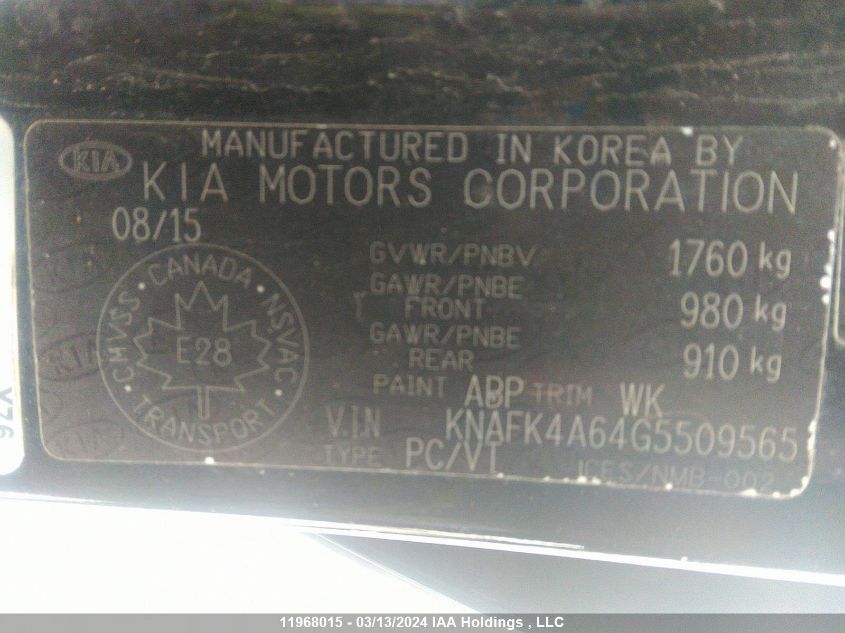 KIA
MANUFACTURED IN KOREA BY
KIA MOTORS CORPORATION
08/15
GVWR/PNBV 1760 kg
GAWR/PNBE
FRONT 980 kg
GAWR/PNBE
REAR 910 kg
CANADA
CMVSS • NSVAC
E28
TRANSPORT
PAINT ABP TRIM WK
V.I.N KNAFK4A64G5509565
TYPE PC/VT ICES/NMB-002
11968015 - 03/13/2024 IAA Holdings , LLC